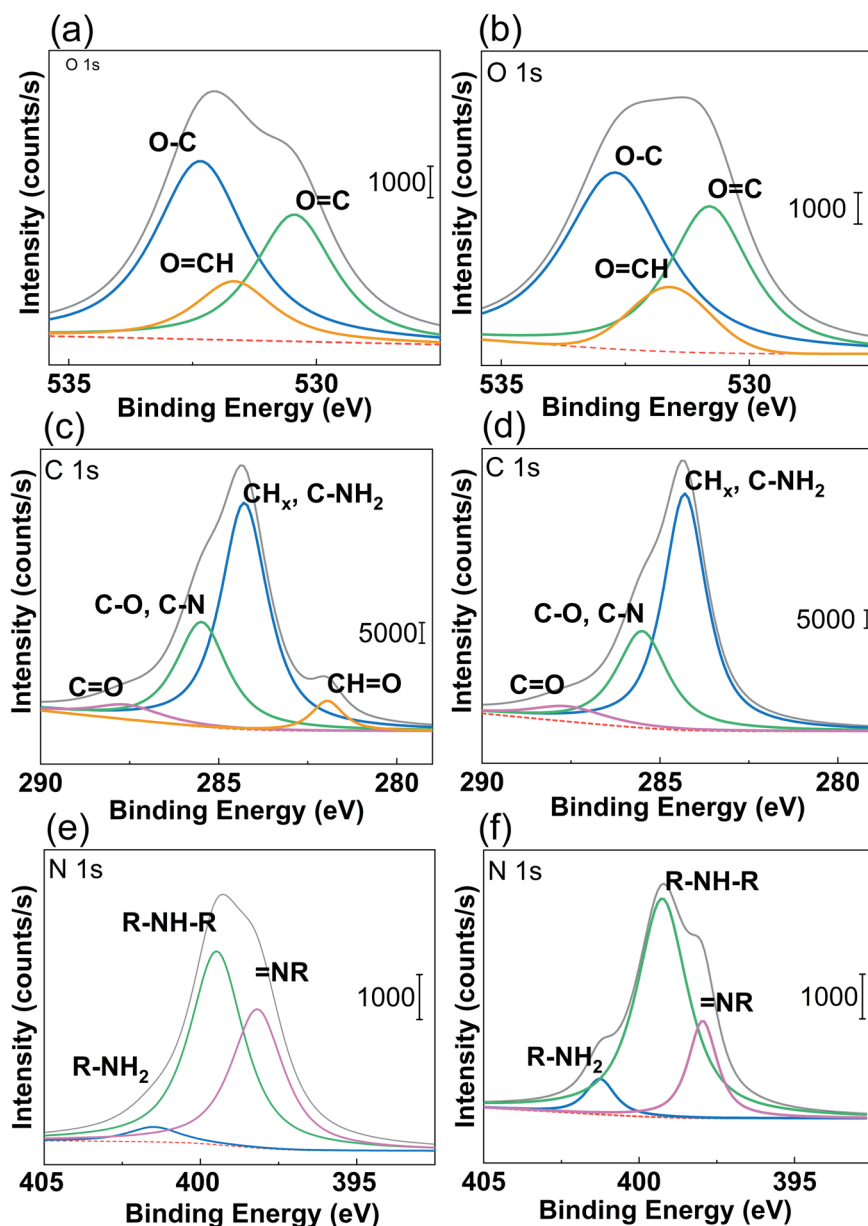 (a)
O 1s
O-C
O=C
O=CH
1000
Intensity (counts/s)
535
530
Binding Energy (eV)
(b)
O 1s
O-C
O=C
O=CH
1000
Intensity (counts/s)
535
530
Binding Energy (eV)
(c)
C 1s
CHₓ, C-NH₂
C-O, C-N
C=O
CH=O
5000
Intensity (counts/s)
290
285
280
Binding Energy (eV)
(d)
C 1s
CHₓ, C-NH₂
C-O, C-N
C=O
5000
Intensity (counts/s)
290
285
280
Binding Energy (eV)
(e)
N 1s
R-NH-R
=NR
R-NH₂
1000
Intensity (counts/s)
405
400
395
Binding Energy (eV)
(f)
N 1s
R-NH-R
=NR
R-NH₂
1000
Intensity (counts/s)
405
400
395
Binding Energy (eV)